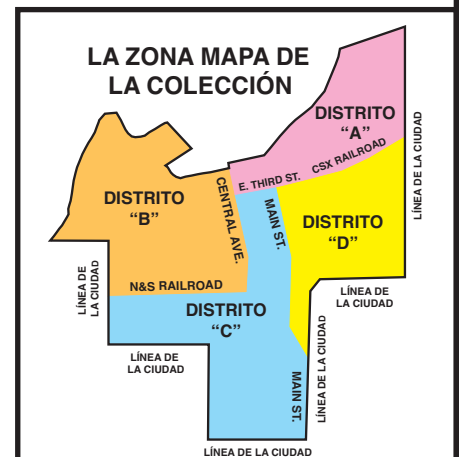 LA ZONA MAPA DE
LA COLECCIÓN
DISTRITO
“A”
CSX RAILROAD
E. THIRD ST.
LÍNEA DE LA CIUDAD
DISTRITO
“B”
CENTRAL AVE.
MAIN ST.
DISTRITO
“D”
N&S RAILROAD
LÍNEA DE
LA CIUDAD
LÍNEA DE
LA CIUDAD
DISTRITO
“C”
LÍNEA DE
LA CIUDAD
MAIN ST.
LÍNEA DE LA CIUDAD
LÍNEA DE LA CIUDAD